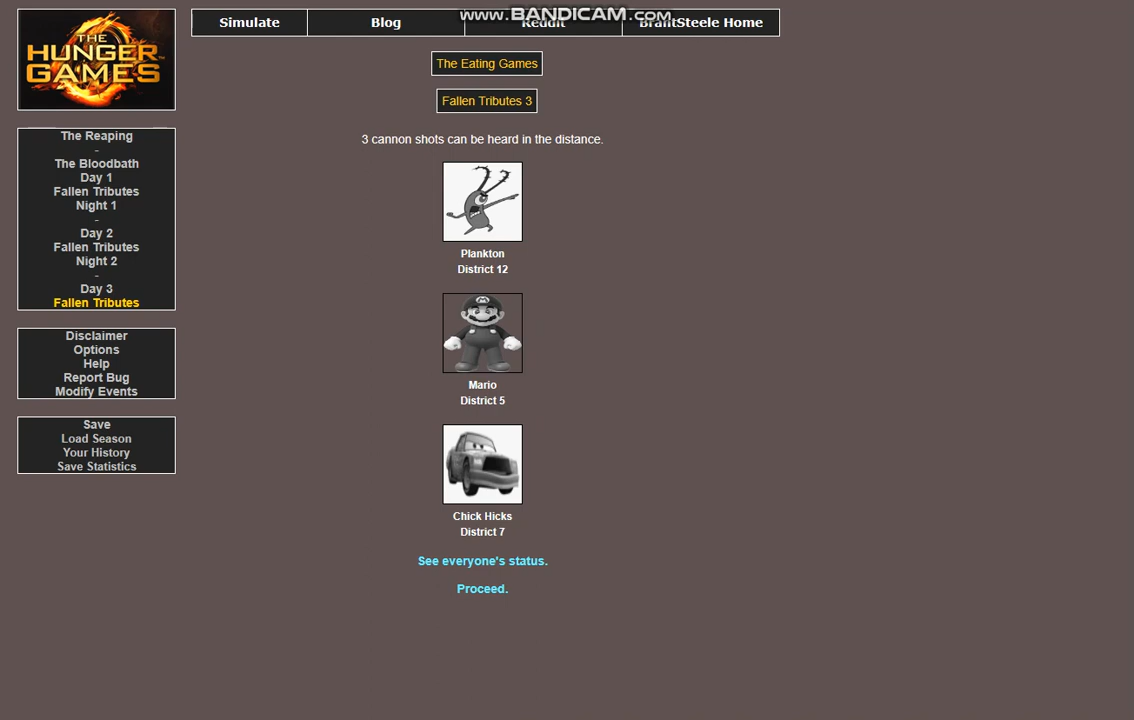 THE
HUNGER
GAMES
Simulate
Blog
Reddit
BrantSteele Home
www.BANDICAM.com
The Eating Games
Fallen Tributes 3
3 cannon shots can be heard in the distance.
Plankton
District 12
Mario
District 5
Chick Hicks
District 7
See everyone's status.
Proceed.
The Reaping
-
The Bloodbath
Day 1
Fallen Tributes
Night 1
-
Day 2
Fallen Tributes
Night 2
-
Day 3
Fallen Tributes
Disclaimer
Options
Help
Report Bug
Modify Events
Save
Load Season
Your History
Save Statistics